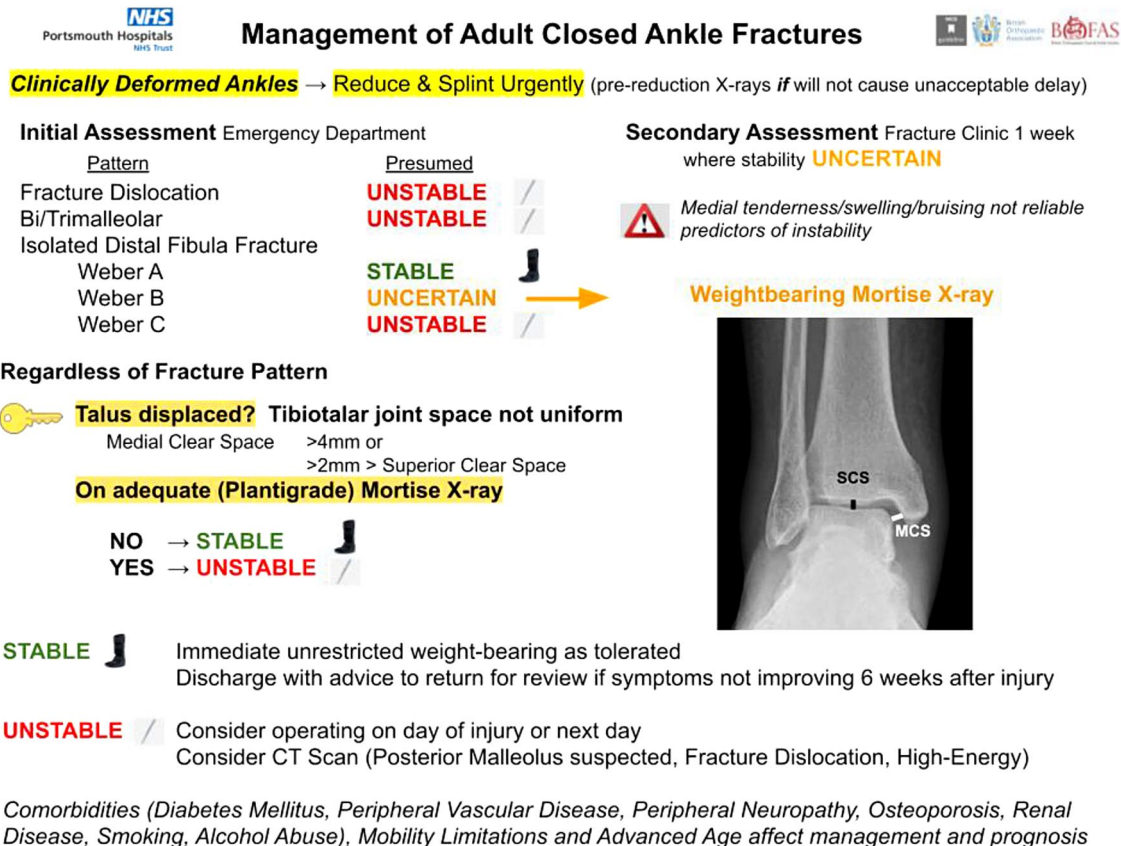 NHS
Portsmouth Hospitals
NHS Trust
Management of Adult Closed Ankle Fractures
British
Orthopaedic
Association
BOFAS
Clinically Deformed Ankles → Reduce & Splint Urgently (pre-reduction X-rays if will not cause unacceptable delay)
Initial Assessment Emergency Department
Pattern Presumed
Fracture Dislocation UNSTABLE
Bi/Trimalleolar UNSTABLE
Isolated Distal Fibula Fracture
Weber A STABLE
Weber B UNCERTAIN
Weber C UNSTABLE
Secondary Assessment Fracture Clinic 1 week
where stability UNCERTAIN
Medial tenderness/swelling/bruising not reliable
predictors of instability
Weightbearing Mortise X-ray
SCS
MCS
Regardless of Fracture Pattern
Talus displaced? Tibiotalar joint space not uniform
Medial Clear Space >4mm or
>2mm > Superior Clear Space
On adequate (Plantigrade) Mortise X-ray
NO → STABLE
YES → UNSTABLE
STABLE Immediate unrestricted weight-bearing as tolerated
Discharge with advice to return for review if symptoms not improving 6 weeks after injury
UNSTABLE Consider operating on day of injury or next day
Consider CT Scan (Posterior Malleolus suspected, Fracture Dislocation, High-Energy)
Comorbidities (Diabetes Mellitus, Peripheral Vascular Disease, Peripheral Neuropathy, Osteoporosis, Renal
Disease, Smoking, Alcohol Abuse), Mobility Limitations and Advanced Age affect management and prognosis